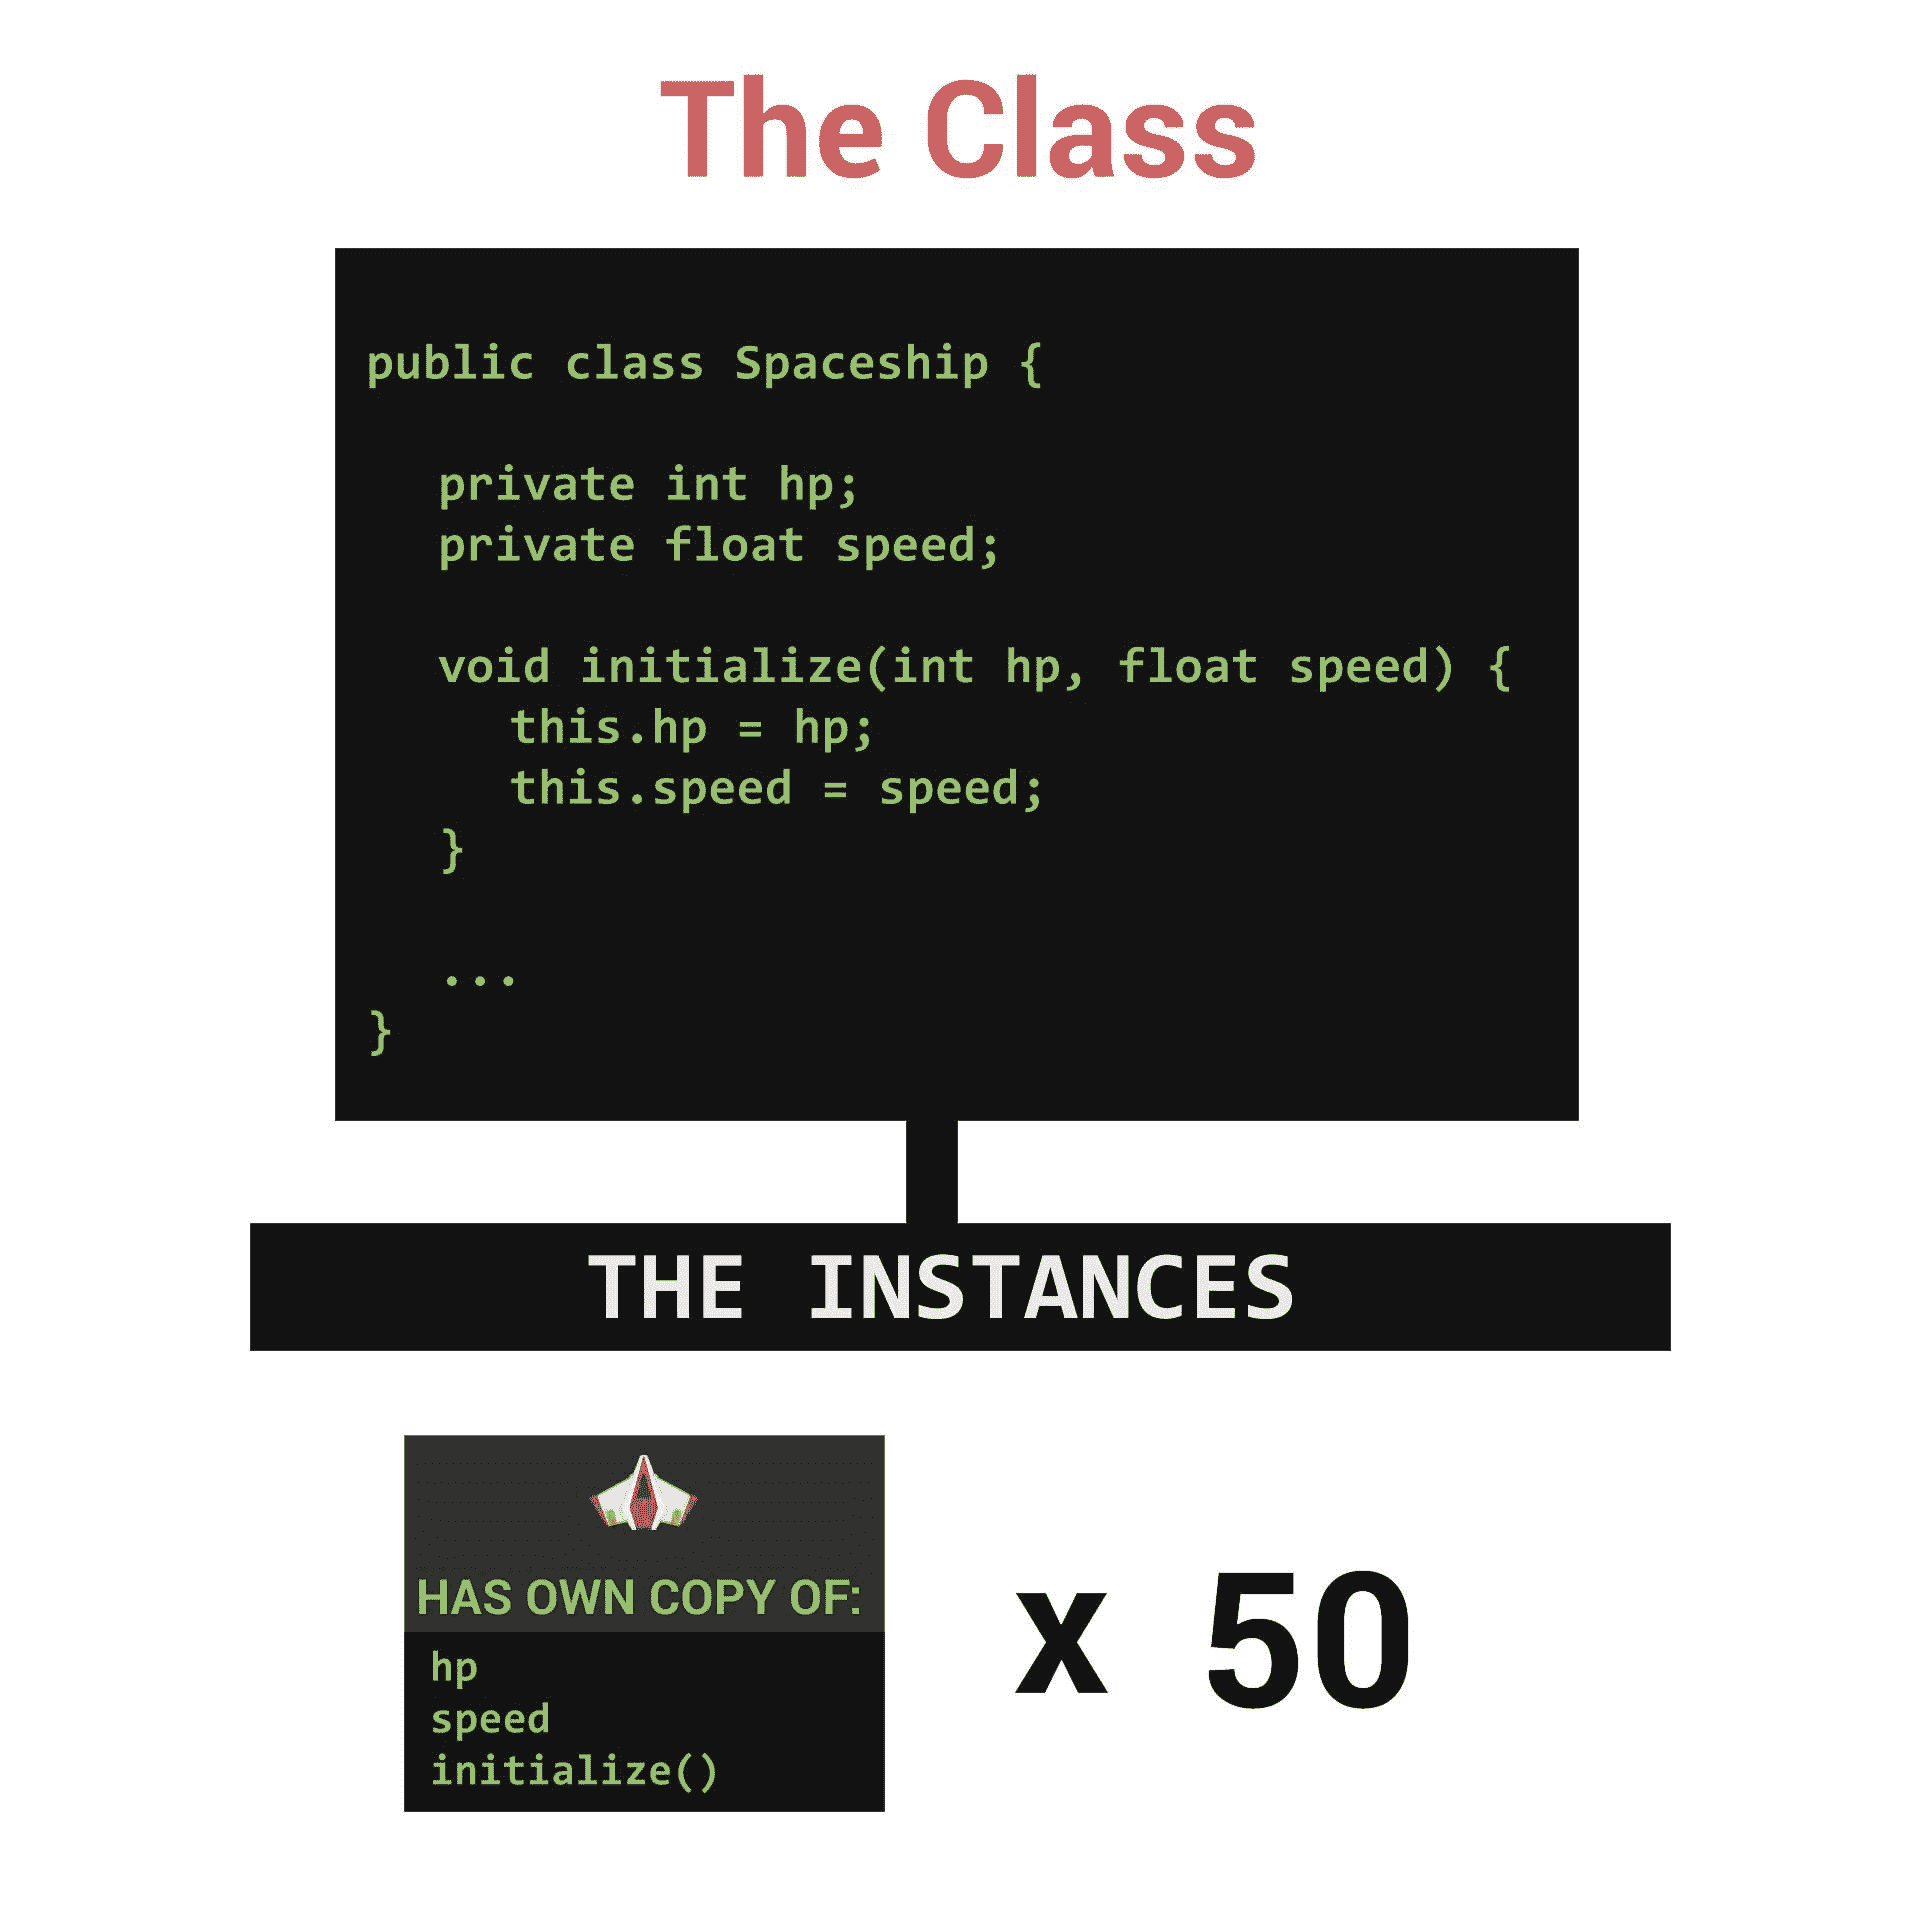 The Class
public class Spaceship {
private int hp;
private float speed;
void initialize(int hp, float speed) {
this.hp = hp;
this.speed = speed;
}
...
}
THE INSTANCES
HAS OWN COPY OF:
hp
speed
initialize()
x 50